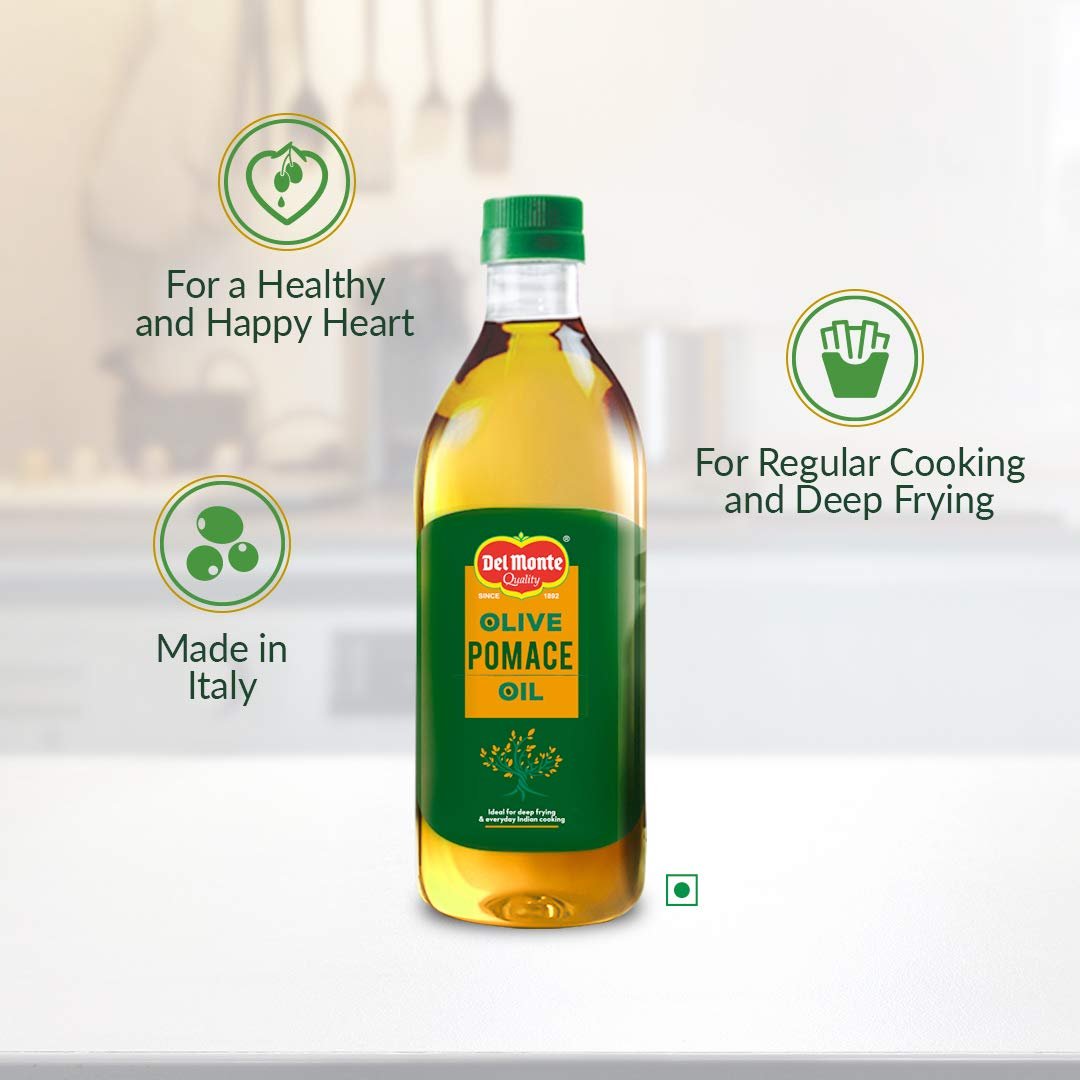 For a Healthy
and Happy Heart
For Regular Cooking
and Deep Frying
Made in
Italy
Del Monte
®
Quality
SINCE 1892
OLIVE
POMACE
OIL
Ideal for deep frying
& everyday Indian cooking